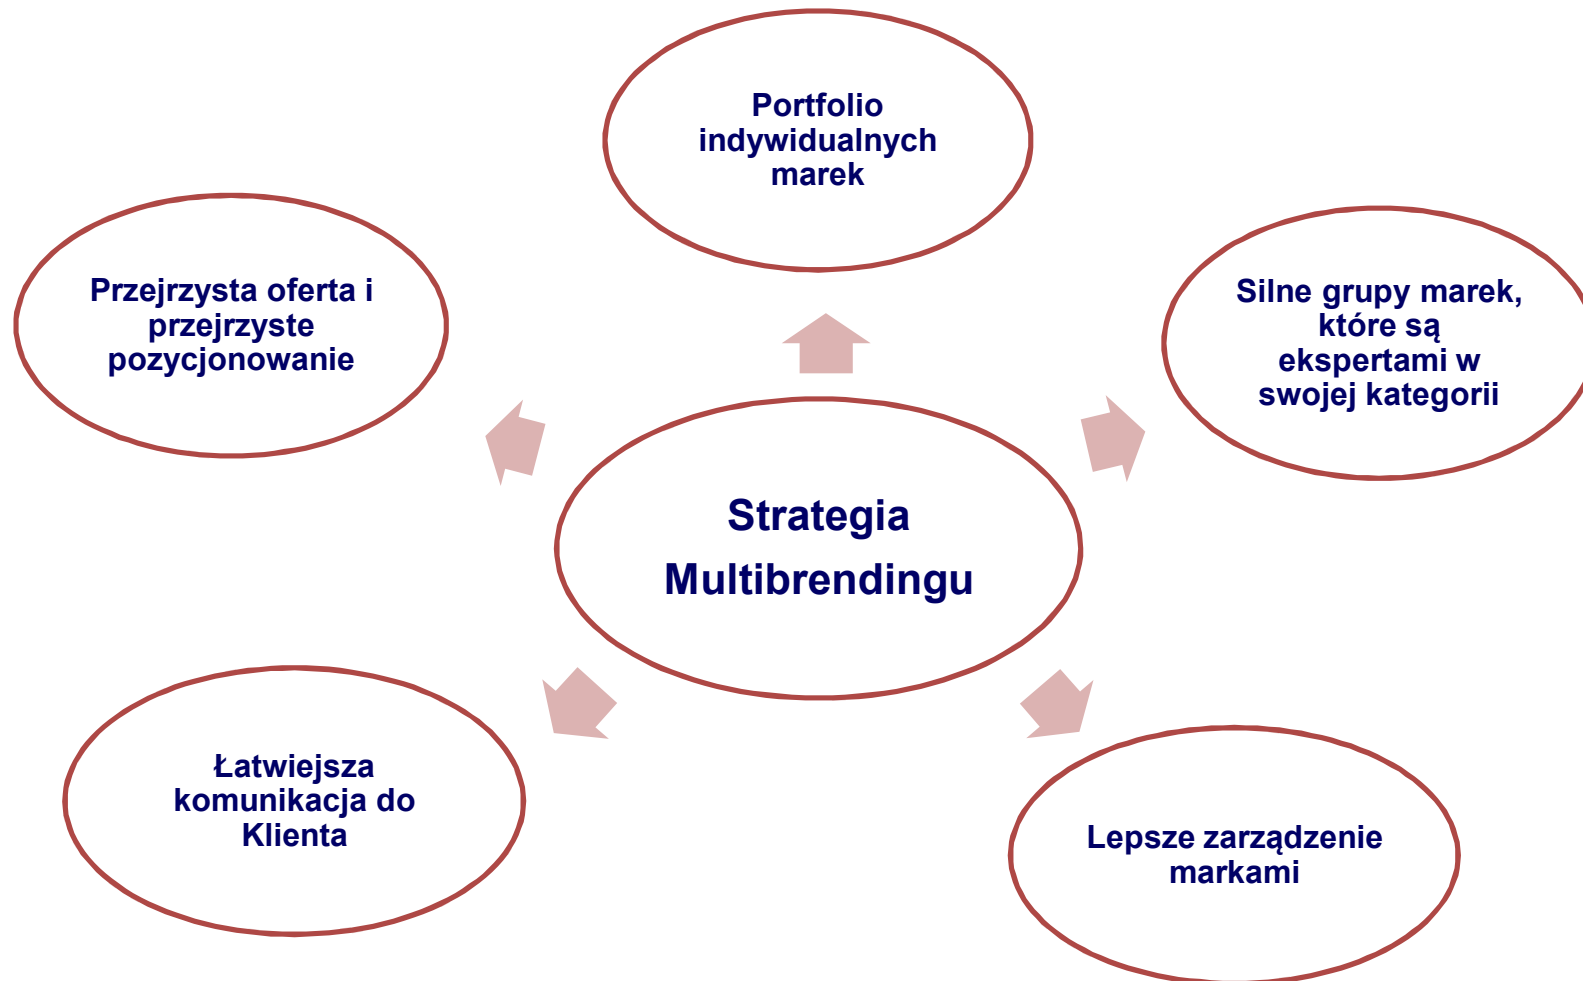 Portfolio
indywidualnych
marek
Przejrzysta oferta i
przejrzyste
pozycjonowanie
Silne grupy marek,
które są
ekspertami w
swojej kategorii
Strategia
Multibrendingu
Łatwiejsza
komunikacja do
Klienta
Lepsze zarządzenie
markami